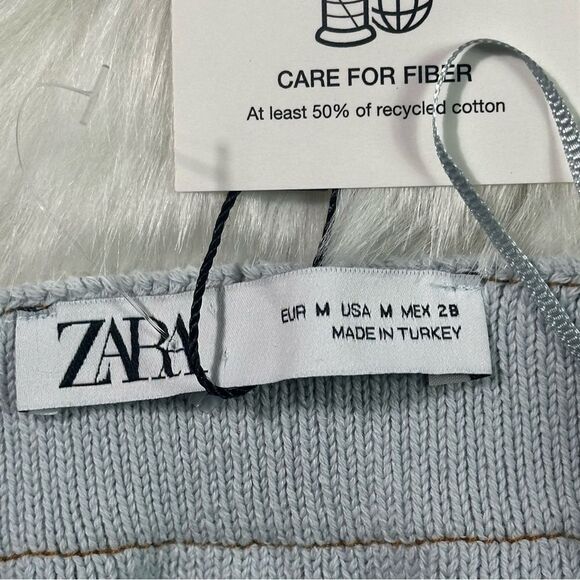 CARE FOR FIBER
At least 50% of recycled cotton
ZARA
EUR M USA M MEX 28
MADE IN TURKEY